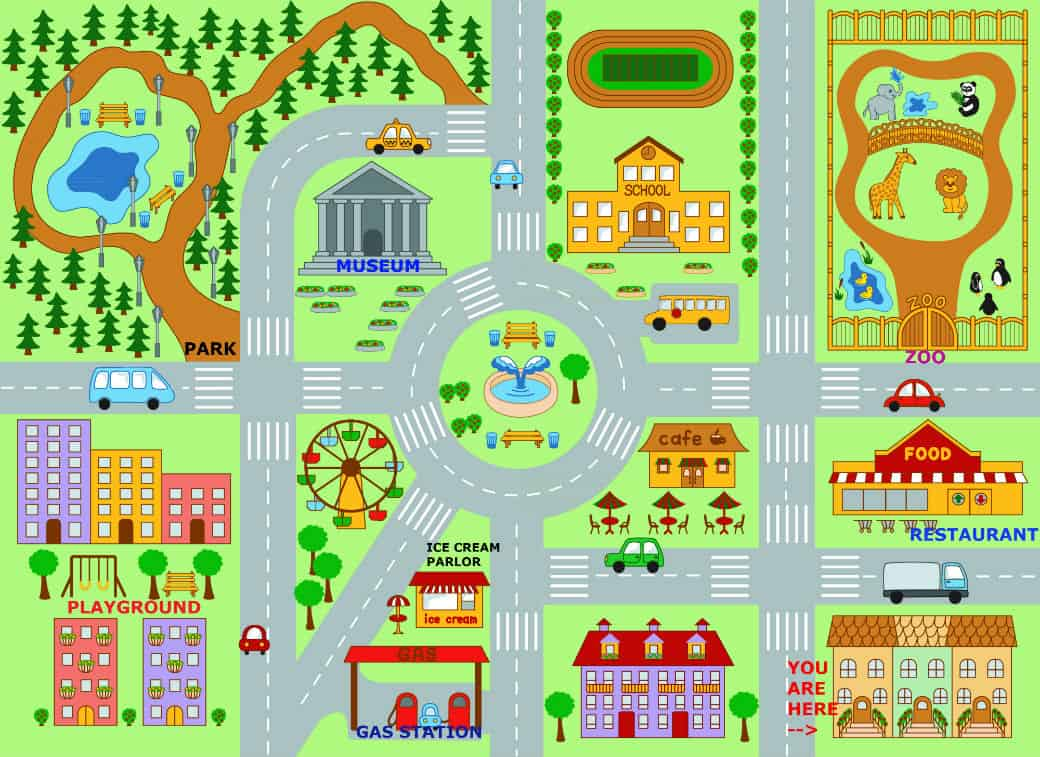 SCHOOL
MUSEUM
ZOO
PARK
ZOO
cafe
FOOD
RESTAURANT
ICE CREAM
PARLOR
PLAYGROUND
ice cream
GAS
GAS STATION
YOU
ARE
HERE
-->